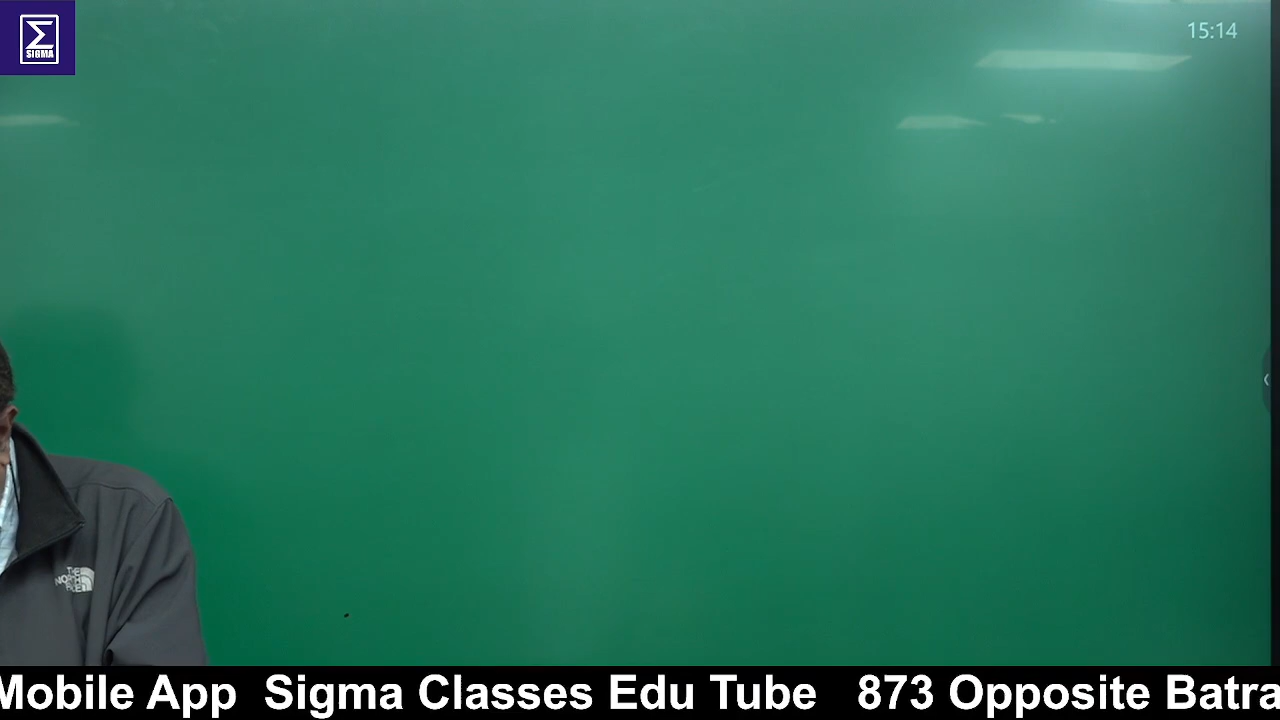 SIGMA
15:14
THE
NORTH
FACE
Mobile App Sigma Classes Edu Tube 873 Opposite Batra